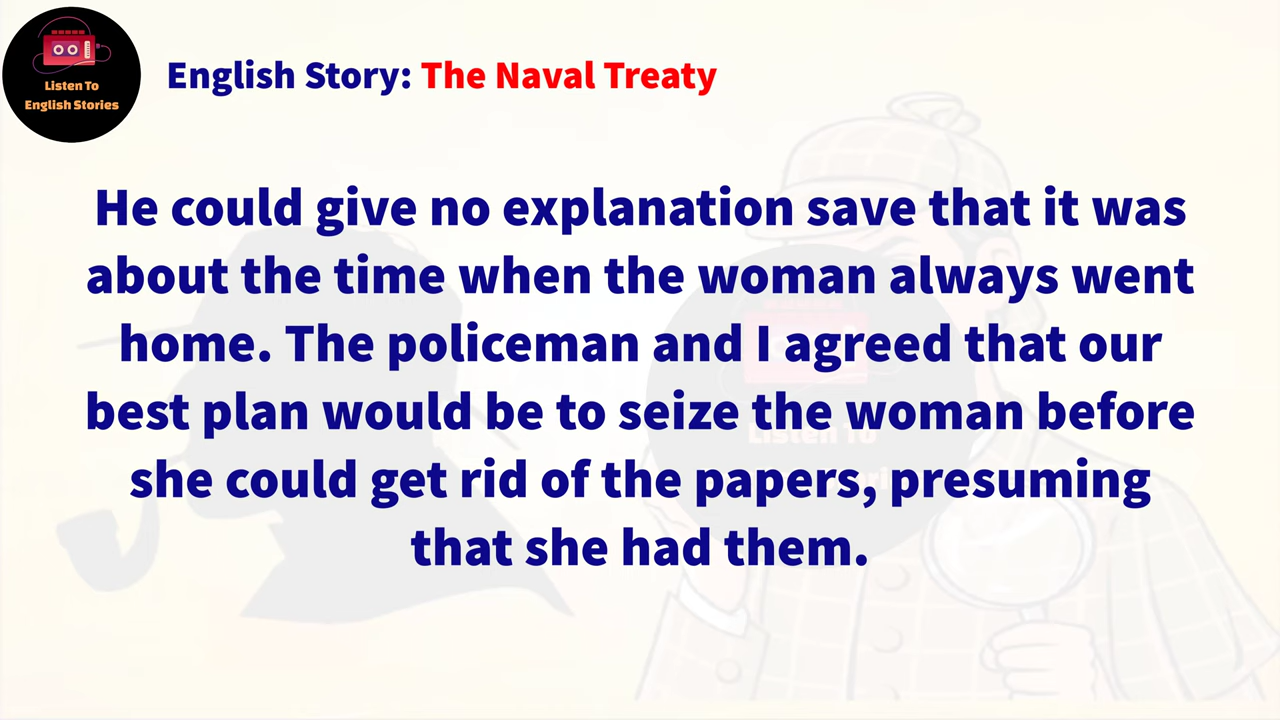 Listen To
English Stories
English Story: The Naval Treaty
He could give no explanation save that it was
about the time when the woman always went
home. The policeman and I agreed that our
best plan would be to seize the woman before
she could get rid of the papers, presuming
that she had them.
Listen To